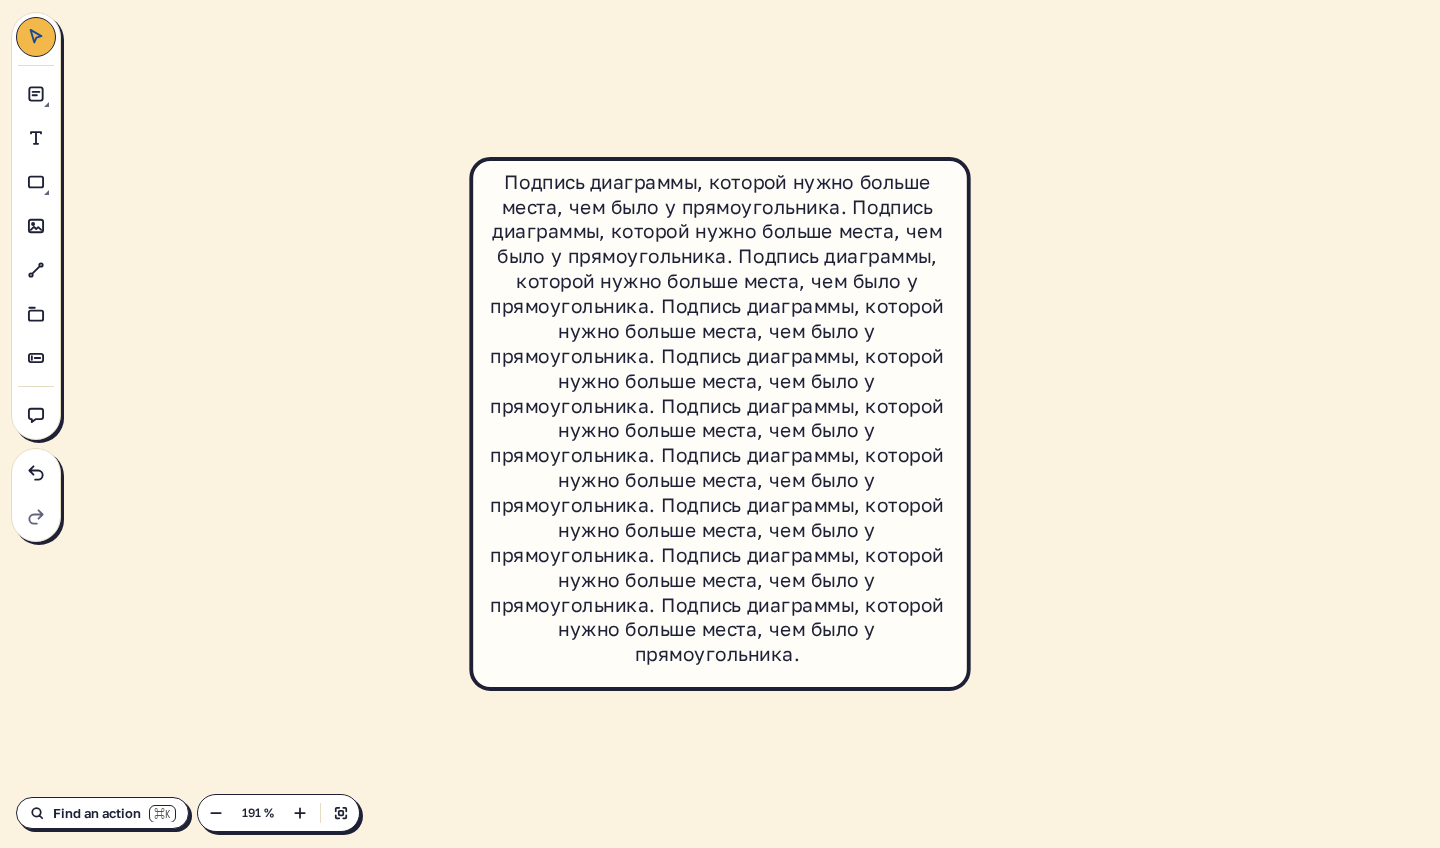 Подпись диаграммы, которой нужно больше
места, чем было у прямоугольника. Подпись
диаграммы, которой нужно больше места, чем
было у прямоугольника. Подпись диаграммы,
которой нужно больше места, чем было у
прямоугольника. Подпись диаграммы, которой
нужно больше места, чем было у
прямоугольника. Подпись диаграммы, которой
нужно больше места, чем было у
прямоугольника. Подпись диаграммы, которой
нужно больше места, чем было у
прямоугольника. Подпись диаграммы, которой
нужно больше места, чем было у
прямоугольника. Подпись диаграммы, которой
нужно больше места, чем было у
прямоугольника. Подпись диаграммы, которой
нужно больше места, чем было у
прямоугольника. Подпись диаграммы, которой
нужно больше места, чем было у
прямоугольника.
Find an action ⌘K
191 %